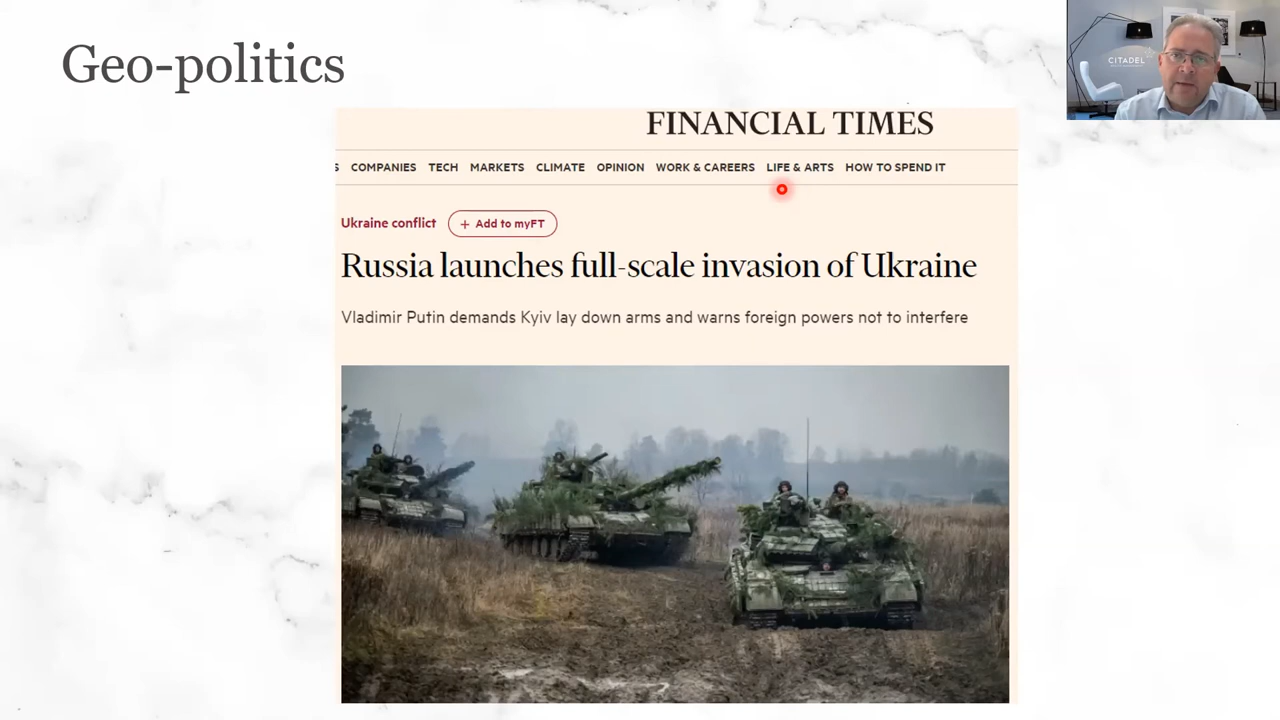 Geo-politics
CITADEL
FINANCIAL TIMES
S COMPANIES TECH MARKETS CLIMATE OPINION WORK & CAREERS LIFE & ARTS HOW TO SPEND IT
Ukraine conflict + Add to myFT
Russia launches full-scale invasion of Ukraine
Vladimir Putin demands Kyiv lay down arms and warns foreign powers not to interfere